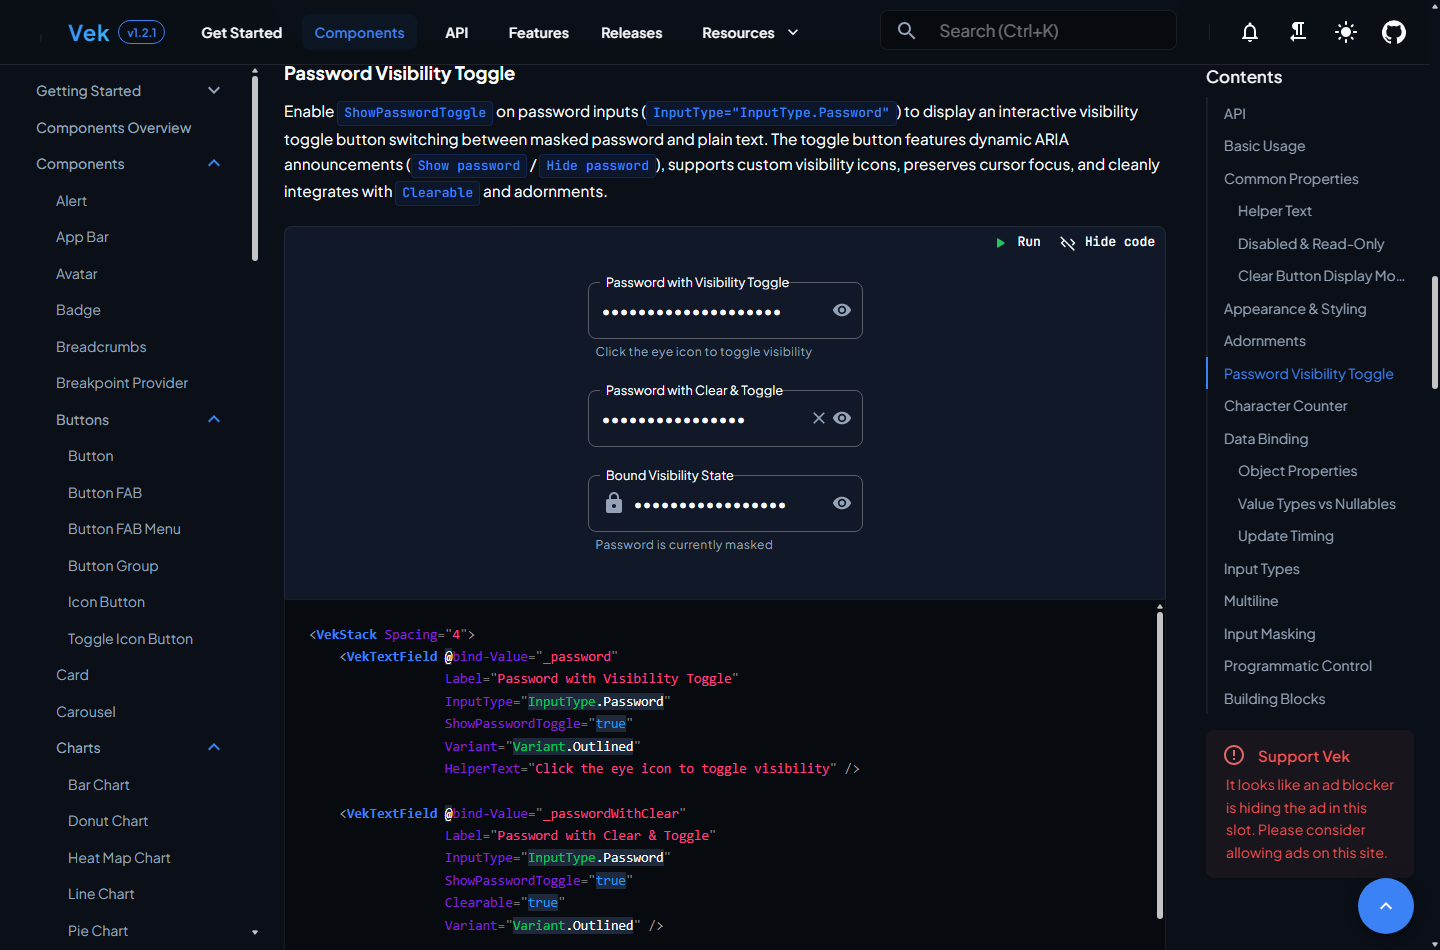 Vek v1.2.1 Get Started Components API Features Releases Resources Search (Ctrl+K)
Getting Started
Components Overview
Components
Alert
App Bar
Avatar
Badge
Breadcrumbs
Breakpoint Provider
Buttons
Button
Button FAB
Button FAB Menu
Button Group
Icon Button
Toggle Icon Button
Card
Carousel
Charts
Bar Chart
Donut Chart
Heat Map Chart
Line Chart
Pie Chart
Password Visibility Toggle
Enable ShowPasswordToggle on password inputs ( InputType="InputType.Password" ) to display an interactive visibility
toggle button switching between masked password and plain text. The toggle button features dynamic ARIA
announcements ( Show password / Hide password ), supports custom visibility icons, preserves cursor focus, and cleanly
integrates with Clearable and adornments.
Run Hide code
Password with Visibility Toggle
••••••••••••••••••••
Click the eye icon to toggle visibility
Password with Clear & Toggle
••••••••••••••••
Bound Visibility State
•••••••••••••••••
Password is currently masked
<VekStack Spacing="4">
<VekTextField @bind-Value="_password"
Label="Password with Visibility Toggle"
InputType="InputType.Password"
ShowPasswordToggle="true"
Variant="Variant.Outlined"
HelperText="Click the eye icon to toggle visibility" />
<VekTextField @bind-Value="_passwordWithClear"
Label="Password with Clear & Toggle"
InputType="InputType.Password"
ShowPasswordToggle="true"
Clearable="true"
Variant="Variant.Outlined" />
Contents
API
Basic Usage
Common Properties
Helper Text
Disabled & Read-Only
Clear Button Display Mo...
Appearance & Styling
Adornments
Password Visibility Toggle
Character Counter
Data Binding
Object Properties
Value Types vs Nullables
Update Timing
Input Types
Multiline
Input Masking
Programmatic Control
Building Blocks
Support Vek
It looks like an ad blocker
is hiding the ad in this
slot. Please consider
allowing ads on this site.